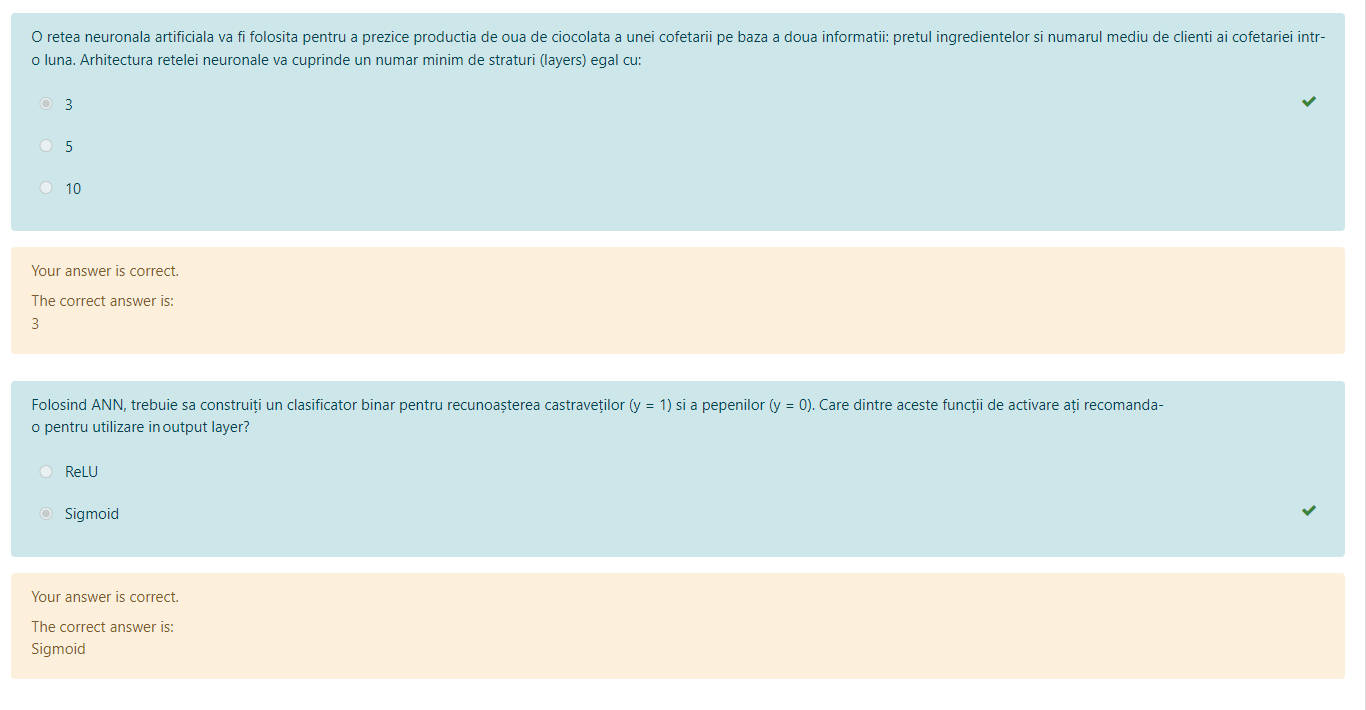 O retea neuronala artificiala va fi folosita pentru a prezice productia de oua de ciocolata a unei cofetarii pe baza a doua informatii: pretul ingredientelor si numarul mediu de clienti ai cofetariei intr-
o luna. Arhitectura retelei neuronale va cuprinde un numar minim de straturi (layers) egal cu:
3
5
10
Your answer is correct.
The correct answer is:
3
Folosind ANN, trebuie sa construiți un clasificator binar pentru recunoașterea castraveților (y = 1) si a pepenilor (y = 0). Care dintre aceste funcții de activare ați recomanda-
o pentru utilizare in output layer?
ReLU
Sigmoid
Your answer is correct.
The correct answer is:
Sigmoid